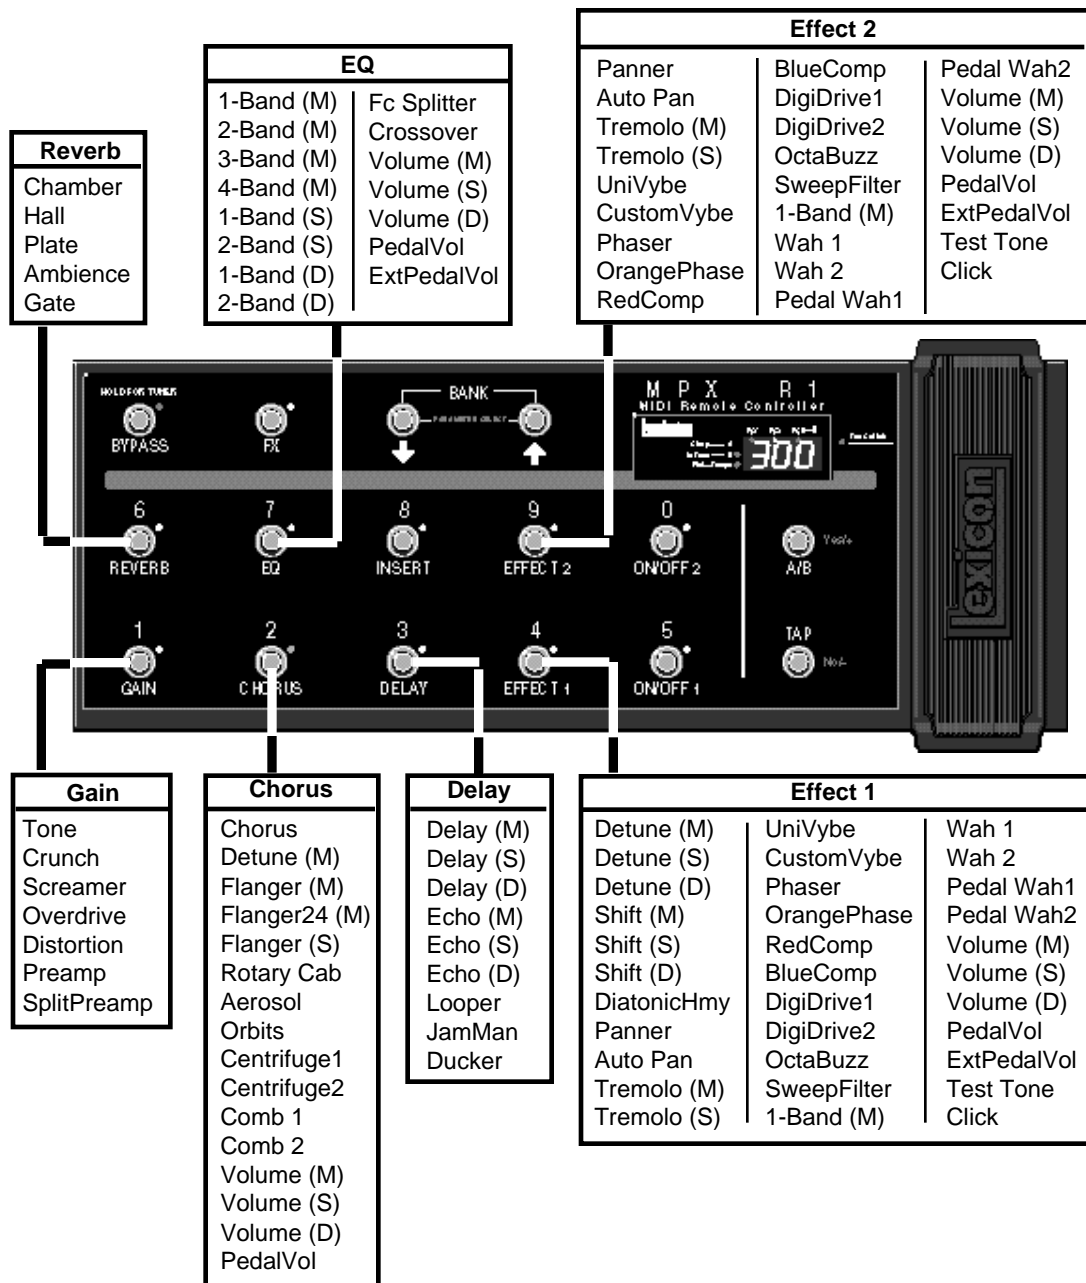 Effect 2
Panner
Auto Pan
Tremolo (M)
Tremolo (S)
UniVybe
CustomVybe
Phaser
OrangePhase
RedComp
BlueComp
DigiDrive1
DigiDrive2
OctaBuzz
SweepFilter
1-Band (M)
Wah 1
Wah 2
Pedal Wah1
Pedal Wah2
Volume (M)
Volume (S)
Volume (D)
PedalVol
ExtPedalVol
Test Tone
Click
EQ
1-Band (M)
2-Band (M)
3-Band (M)
4-Band (M)
1-Band (S)
2-Band (S)
1-Band (D)
2-Band (D)
Fc Splitter
Crossover
Volume (M)
Volume (S)
Volume (D)
PedalVol
ExtPedalVol
Reverb
Chamber
Hall
Plate
Ambience
Gate
HOLD FOR TUNER
BYPASS
FX
BANK
MPX R1
MIDI Remote Controller
300
lexicon
6
REVERB
7
EQ
8
INSERT
9
EFFECT 2
0
ON/OFF 2
A/B
Yes/+
1
GAIN
2
CHORUS
3
DELAY
4
EFFECT 1
5
ON/OFF 1
TAP
No/-
Gain
Tone
Crunch
Screamer
Overdrive
Distortion
Preamp
SplitPreamp
Chorus
Chorus
Detune (M)
Flanger (M)
Flanger24 (M)
Flanger (S)
Rotary Cab
Aerosol
Orbits
Centrifuge1
Centrifuge2
Comb 1
Comb 2
Volume (M)
Volume (S)
Volume (D)
PedalVol
Delay
Delay (M)
Delay (S)
Delay (D)
Echo (M)
Echo (S)
Echo (D)
Looper
JamMan
Ducker
Effect 1
Detune (M)
Detune (S)
Detune (D)
Shift (M)
Shift (S)
Shift (D)
DiatonicHmy
Panner
Auto Pan
Tremolo (M)
Tremolo (S)
UniVybe
CustomVybe
Phaser
OrangePhase
RedComp
BlueComp
DigiDrive1
DigiDrive2
OctaBuzz
SweepFilter
1-Band (M)
Wah 1
Wah 2
Pedal Wah1
Pedal Wah2
Volume (M)
Volume (S)
Volume (D)
PedalVol
ExtPedalVol
Test Tone
Click